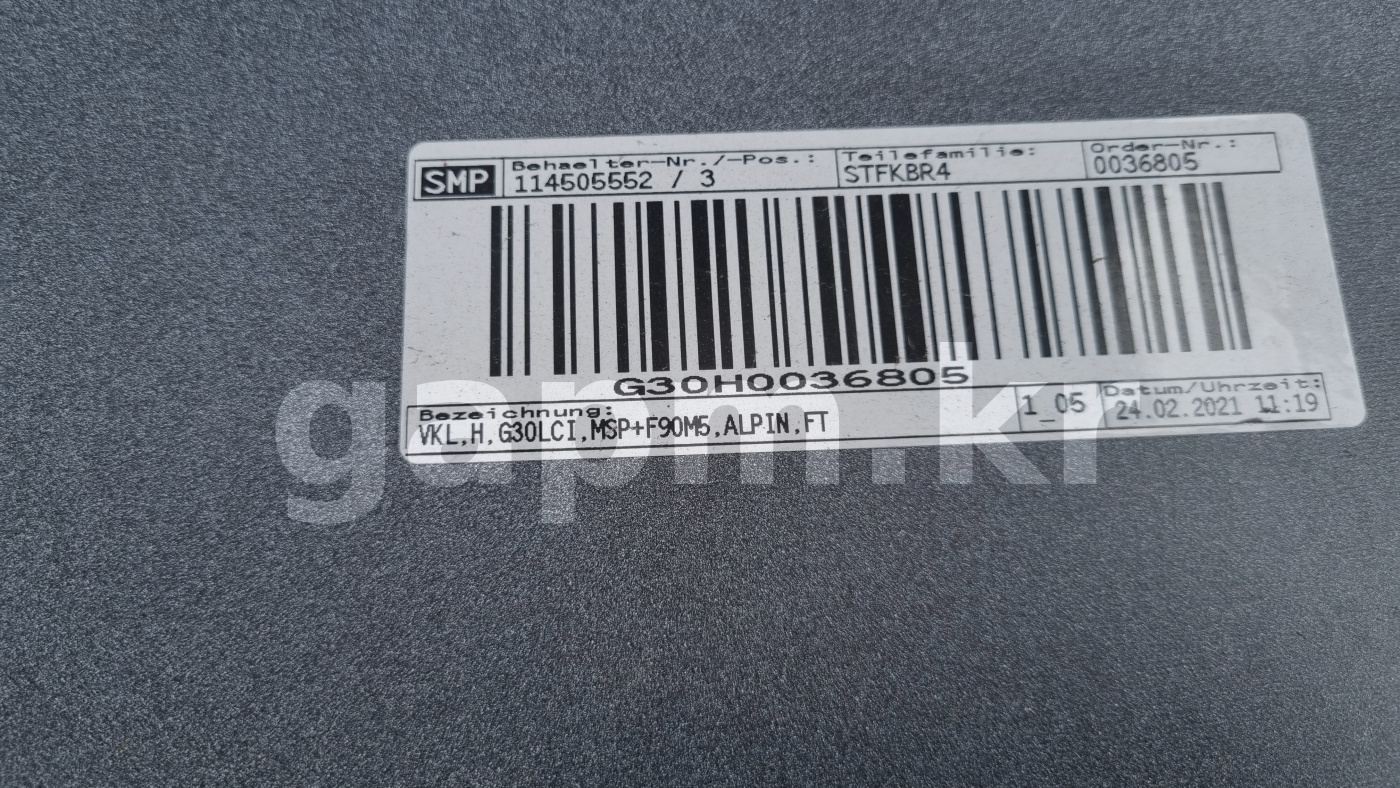 SMP
Behaelter-Nr./-Pos.: Teilefamilie: Order-Nr.:
114505552 / 3 STFKBR4 0036805
G30H0036805
Bezeichnung: 1_05 Datum/Uhrzeit:
VKL,H,G30LCI,MSP+F90M5,ALPIN,FT 24.02.2021 11:19
gapm.kr